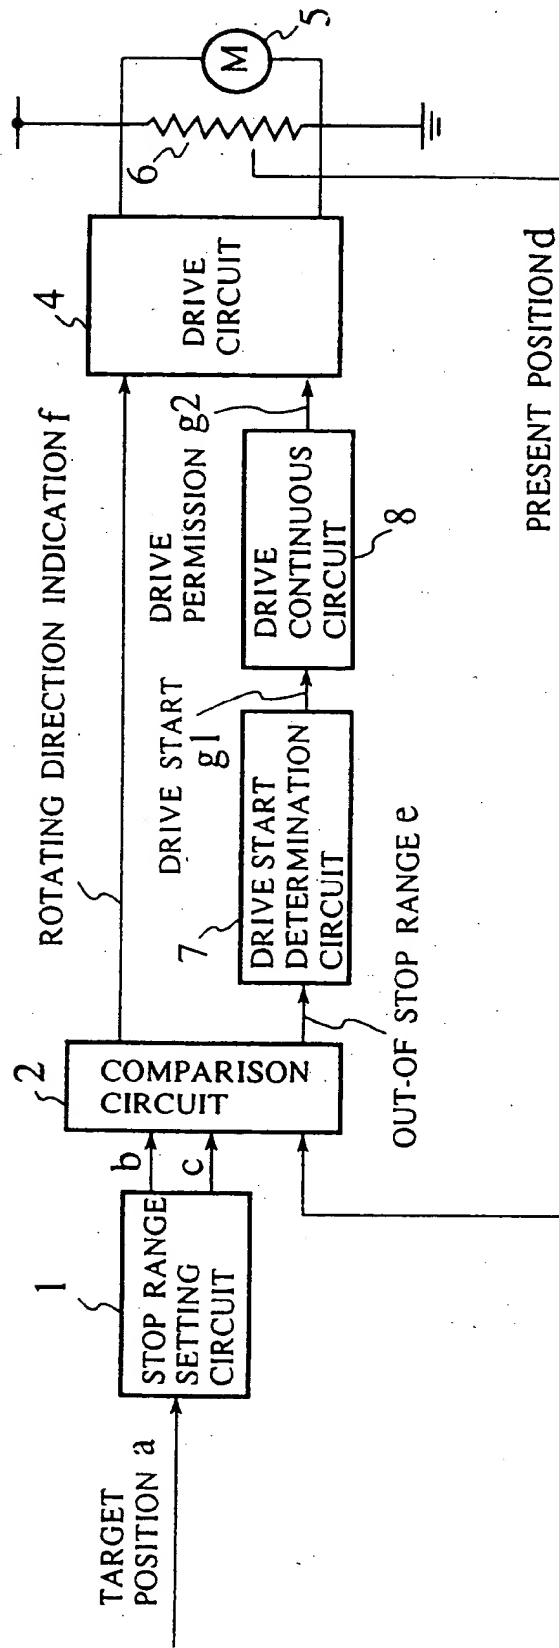 TARGET
POSITION a
1
STOP RANGE
SETTING
CIRCUIT
b
c
2
COMPARISON
CIRCUIT
ROTATING DIRECTION INDICATION f
OUT-OF STOP RANGE e
7
DRIVE START
DETERMINATION
CIRCUIT
DRIVE START
g1
DRIVE
CONTINUOUS
CIRCUIT
8
DRIVE
PERMISSION g2
4
DRIVE
CIRCUIT
6
M
5
PRESENT POSITION d